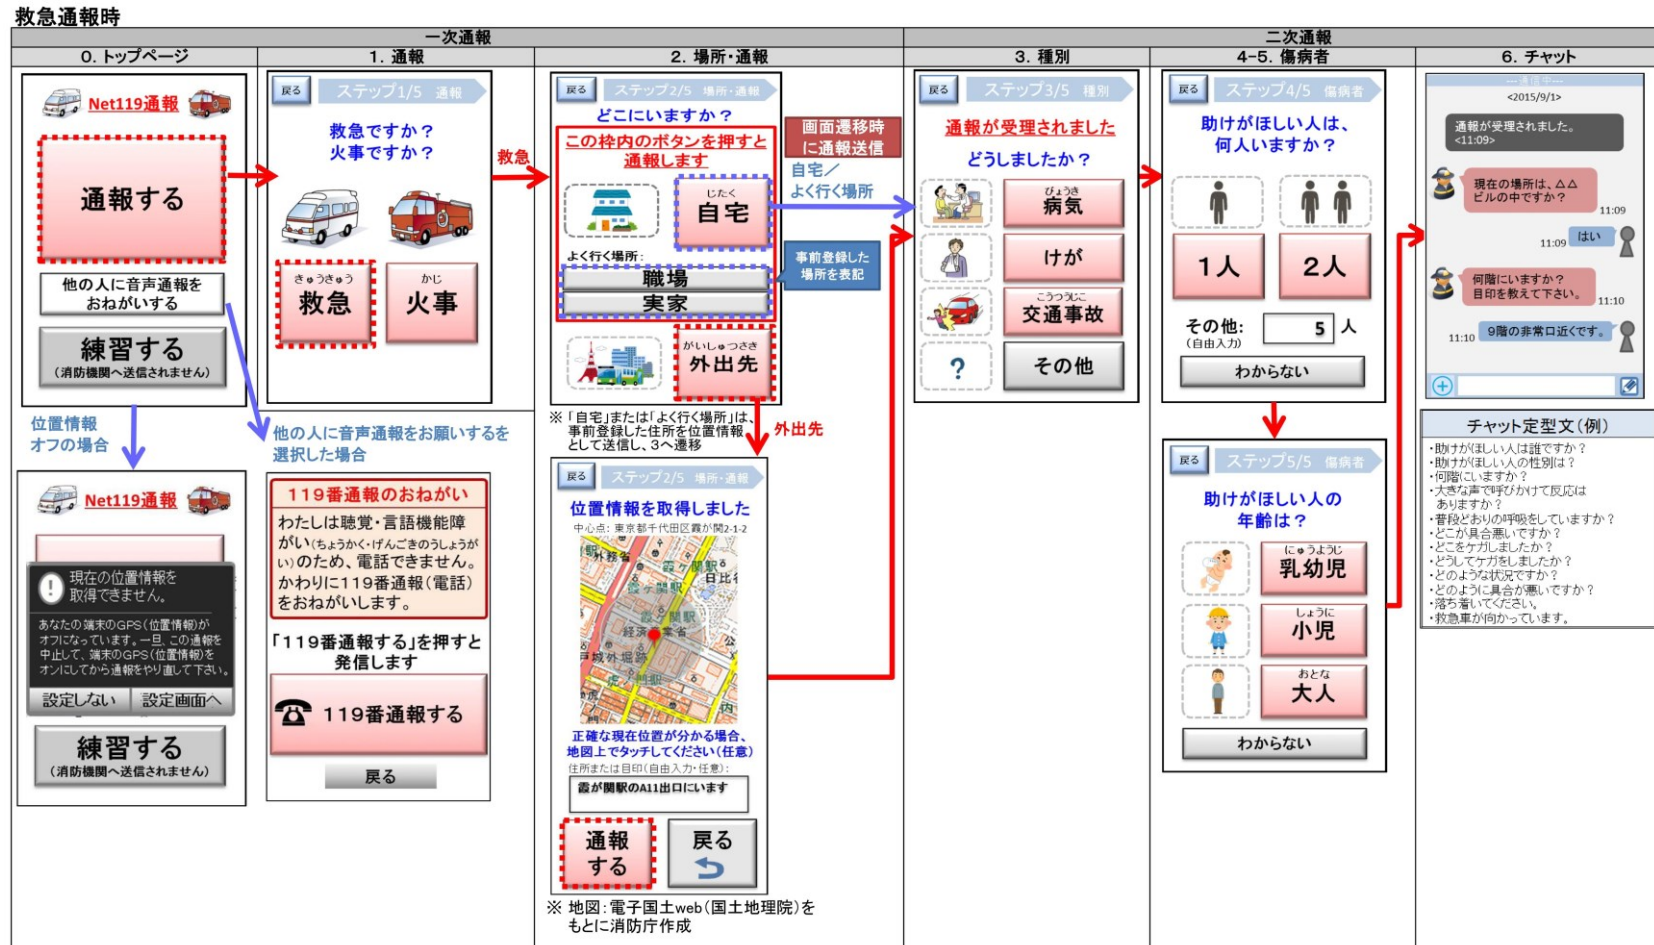 救急通報時
一次通報
二次通報
0. トップページ
1. 通報
2. 場所・通報
3. 種別
4-5. 傷病者
6. チャット
Net119通報
通報する
他の人に音声通報を
おねがいする
練習する
(消防機関へ送信されません)
位置情報
オフの場合
他の人に音声通報をお願いするを
選択した場合
Net119通報
現在の位置情報を
取得できません。
あなたの端末のGPS(位置情報)が
オフになっています。一旦、この通報を
中止して、端末のGPS(位置情報)を
オンにしてから通報をやり直して下さい。
設定しない
設定画面へ
練習する
(消防機関へ送信されません)
戻る
ステップ1/5 通報
救急ですか?
火事ですか?
きゅうきゅう
救急
かじ
火事
救急
119番通報のおねがい
わたしは聴覚・言語機能障
がい(ちょうかく・げんごきのうしょうが
い)のため、電話できません。
かわりに119番通報(電話)
をおねがいします。
「119番通報する」を押すと
発信します
119番通報する
戻る
戻る
ステップ2/5 場所・通報
どこにいますか?
この枠内のボタンを押すと
通報します
じたく
自宅
よく行く場所:
職場
実家
がいしゅつさき
外出先
※「自宅」または「よく行く場所」は、
事前登録した住所を位置情報
として送信し、3へ遷移
外出先
画面遷移時
に通報送信
自宅/
よく行く場所
事前登録した
場所を表記
戻る
ステップ2/5 場所・通報
位置情報を取得しました
中心点: 東京都千代田区霞が関2-1-2
外務省
霞ヶ関駅
日比谷
霞ヶ関駅
経済産業省
戸城外堀跡
虎ノ門駅
正確な現在位置が分かる場合、
地図上でタッチしてください(任意)
住所または目印(自由入力・任意):
霞が関駅のA11出口にいます
通報
する
戻る
※ 地図:電子国土web(国土地理院)を
もとに消防庁作成
戻る
ステップ3/5 種別
通報が受理されました
どうしましたか?
びょうき
病気
けが
こうつうじこ
交通事故
?
その他
戻る
ステップ4/5 傷病者
助けがほしい人は、
何人いますか?
1人
2人
その他:
(自由入力)
5
人
わからない
戻る
ステップ5/5 傷病者
助けがほしい人の
年齢は?
にゅうようじ
乳幼児
しょうに
小児
おとな
大人
わからない
---通信中---
<2015/9/1>
通報が受理されました。
<11:09>
現在の場所は、△△
ビルの中ですか?
11:09
11:09
はい
何階にいますか?
目印を教えて下さい。
11:10
11:10
9階の非常口近くです。
チャット定型文(例)
・助けがほしい人は誰ですか?
・助けがほしい人の性別は?
・何階にいますか?
・大きな声で呼びかけて反応は
ありますか?
・普段どおりの呼吸をしていますか?
・どこが具合悪いですか?
・どこをケガしましたか?
・どうしてケガをしましたか?
・どのような状況ですか?
・どのように具合が悪いですか?
・落ち着いてください。
・救急車が向かっています。